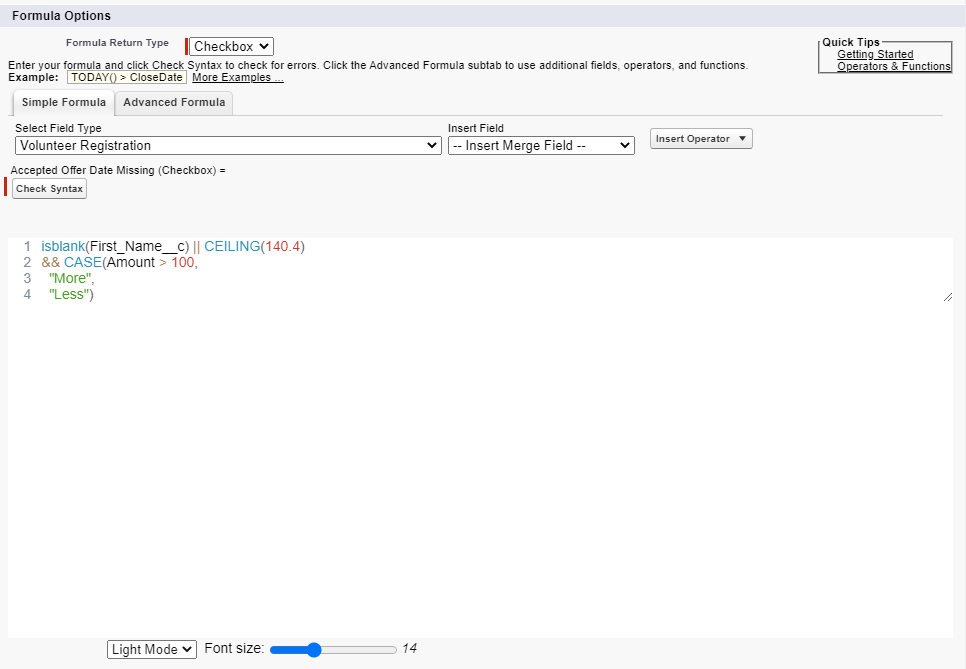 Formula Options
Formula Return Type Checkbox
Quick Tips
Getting Started
Operators & Functions
Enter your formula and click Check Syntax to check for errors. Click the Advanced Formula subtab to use additional fields, operators, and functions.
Example: TODAY() > CloseDate More Examples ...
Simple Formula Advanced Formula
Select Field Type Insert Field
Volunteer Registration -- Insert Merge Field -- Insert Operator
Accepted Offer Date Missing (Checkbox) =
Check Syntax
1 isblank(First_Name__c) || CEILING(140.4)
2 && CASE(Amount > 100,
3 "More",
4 "Less")
Light Mode Font size: 14